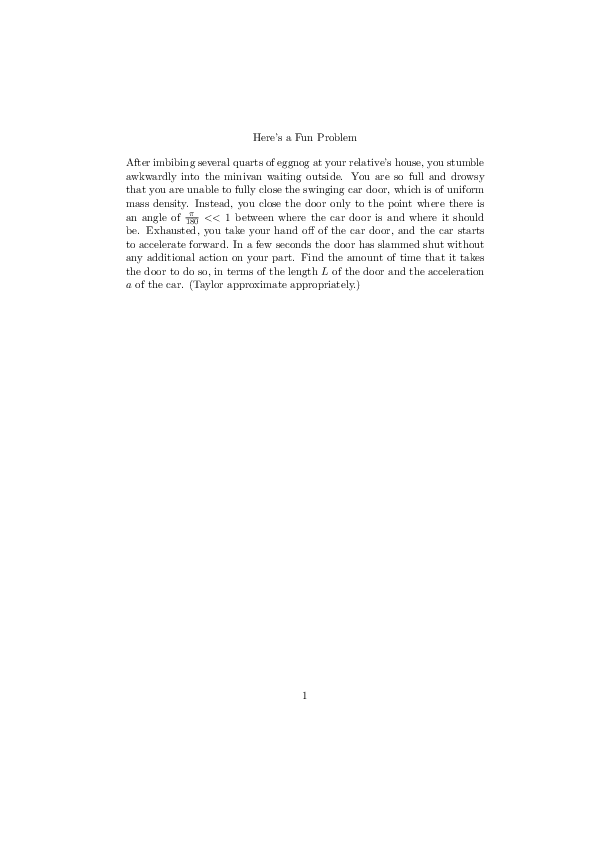 Here's a Fun Problem
After imbibing several quarts of eggnog at your relative's house, you stumble
awkwardly into the minivan waiting outside. You are so full and drowsy
that you are unable to fully close the swinging car door, which is of uniform
mass density. Instead, you close the door only to the point where there is
an angle of π/180 << 1 between where the car door is and where it should
be. Exhausted, you take your hand off of the car door, and the car starts
to accelerate forward. In a few seconds the door has slammed shut without
any additional action on your part. Find the amount of time that it takes
the door to do so, in terms of the length L of the door and the acceleration
a of the car. (Taylor approximate appropriately.)
1